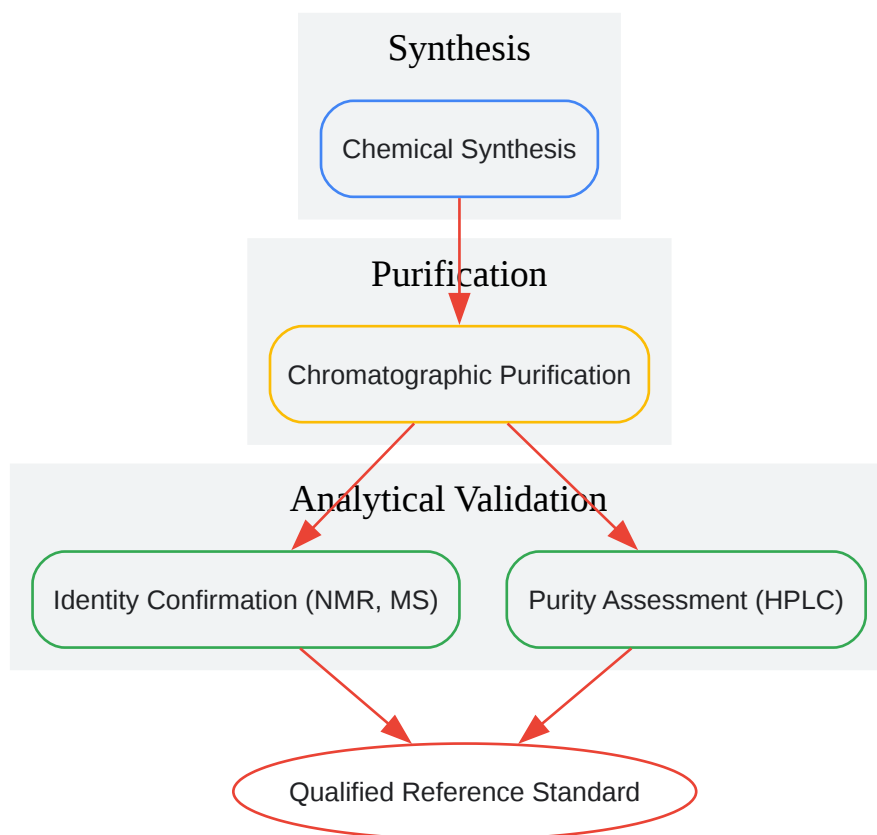 Synthesis
Chemical Synthesis
Purification
Chromatographic Purification
Analytical Validation
Identity Confirmation (NMR, MS)
Purity Assessment (HPLC)
Qualified Reference Standard